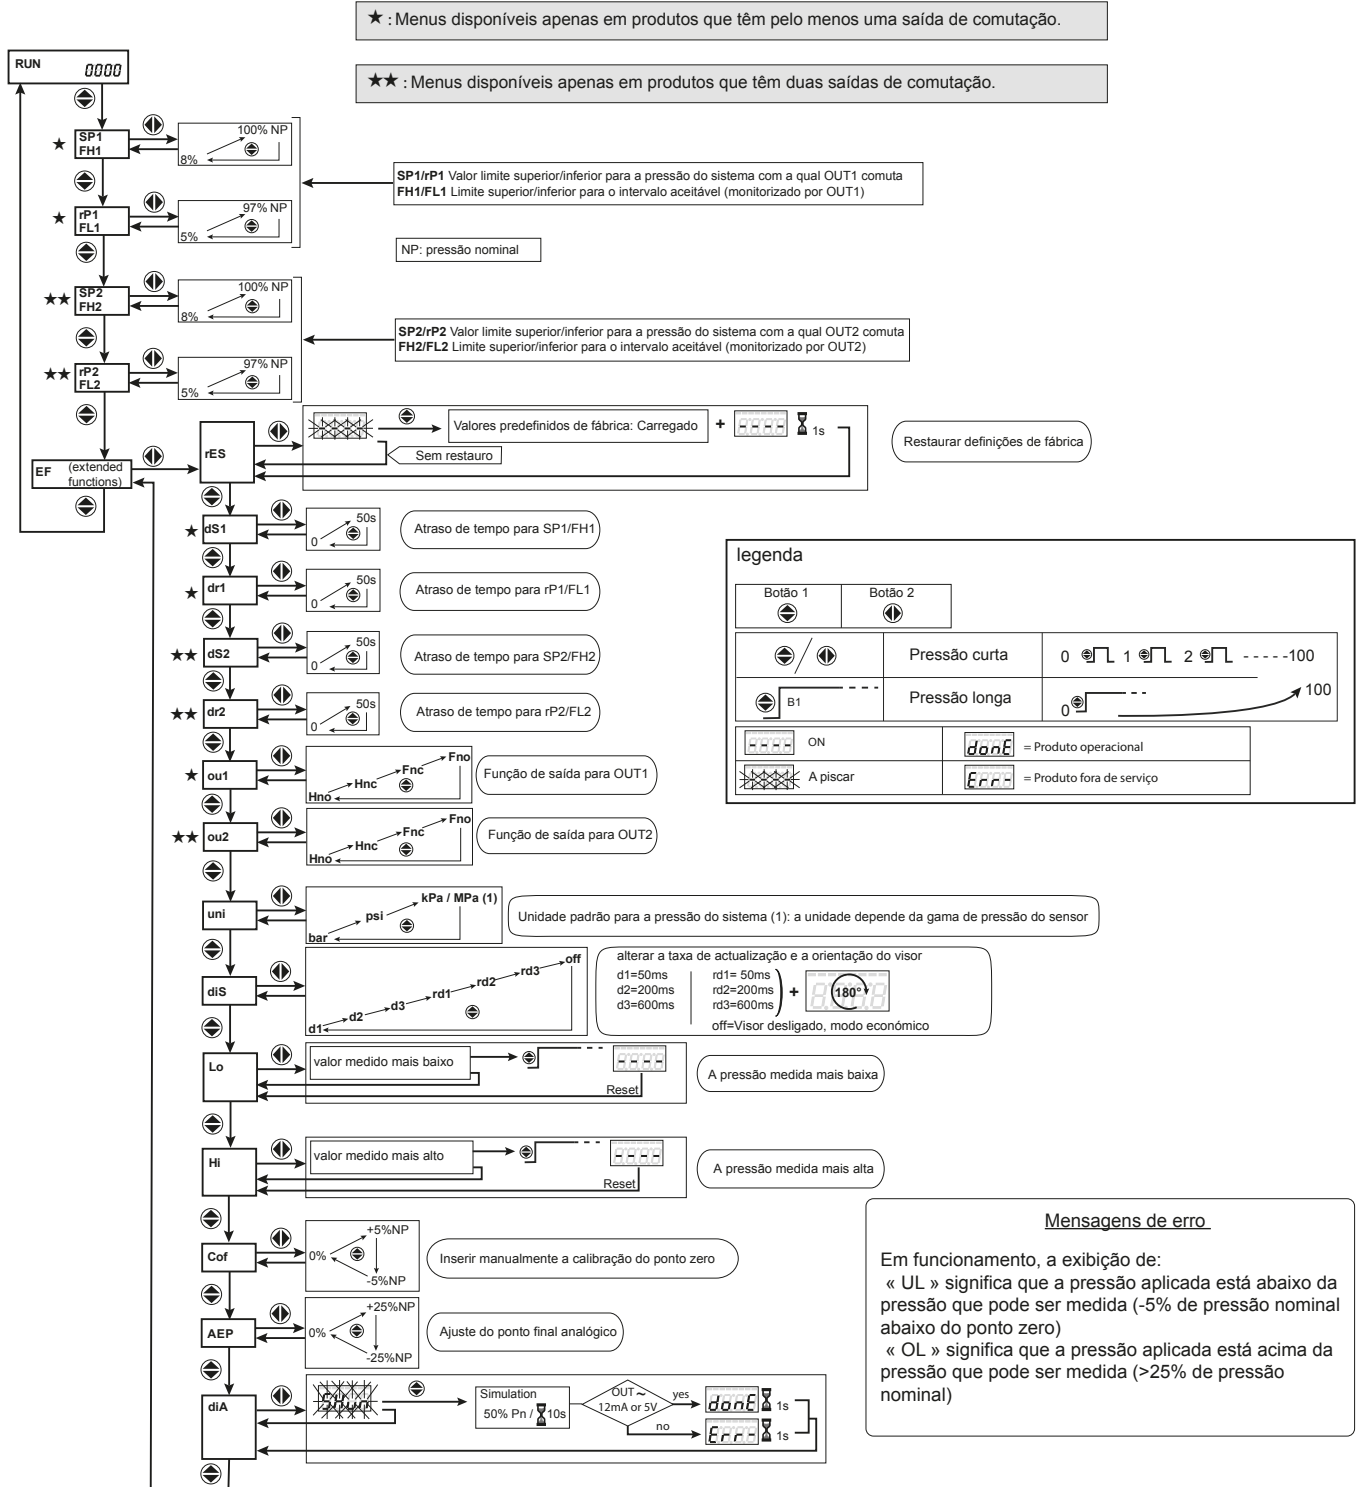 ★ : Menus disponíveis apenas em produtos que têm pelo menos uma saída de comutação.
★★ : Menus disponíveis apenas em produtos que têm duas saídas de comutação.
RUN 0000
★ SP1
FH1
100% NP
8%
SP1/rP1 Valor limite superior/inferior para a pressão do sistema com a qual OUT1 comuta
FH1/FL1 Limite superior/inferior para o intervalo aceitável (monitorizado por OUT1)
★ rP1
FL1
97% NP
5%
NP: pressão nominal
★★ SP2
FH2
100% NP
8%
SP2/rP2 Valor limite superior/inferior para a pressão do sistema com a qual OUT2 comuta
FH2/FL2 Limite superior/inferior para o intervalo aceitável (monitorizado por OUT2)
★★ rP2
FL2
97% NP
5%
EF (extended
functions)
rES
Valores predefinidos de fábrica: Carregado + ---- 1s
Sem restauro
Restaurar definições de fábrica
★ dS1
50s
0
Atraso de tempo para SP1/FH1
★ dr1
50s
0
Atraso de tempo para rP1/FL1
★★ dS2
50s
0
Atraso de tempo para SP2/FH2
★★ dr2
50s
0
Atraso de tempo para rP2/FL2
★ ou1
Hno Hnc Fnc Fno
Função de saída para OUT1
★★ ou2
Hno Hnc Fnc Fno
Função de saída para OUT2
uni
bar psi kPa / MPa (1)
Unidade padrão para a pressão do sistema (1): a unidade depende da gama de pressão do sensor
diS
d1 d2 d3 rd1 rd2 rd3 off
alterar a taxa de actualização e a orientação do visor
d1=50ms rd1= 50ms
d2=200ms rd2=200ms + 180°
d3=600ms rd3=600ms
off=Visor desligado, modo económico
Lo
valor medido mais baixo
----
Reset
A pressão medida mais baixa
Hi
valor medido mais alto
----
Reset
A pressão medida mais alta
Cof
+5%NP
0%
-5%NP
Inserir manualmente a calibração do ponto zero
AEP
+25%NP
0%
-25%NP
Ajuste do ponto final analógico
diA
Simulation
50% Pn / 10s
OUT ~
12mA or 5V
yes donE 1s
no Err- 1s
legenda
Botão 1 Botão 2
/ Pressão curta 0 1 2 -----100
B1 Pressão longa 0 100
---- ON donE = Produto operacional
A piscar Err- = Produto fora de serviço
Mensagens de erro
Em funcionamento, a exibição de:
« UL » significa que a pressão aplicada está abaixo da
pressão que pode ser medida (-5% de pressão nominal
abaixo do ponto zero)
« OL » significa que a pressão aplicada está acima da
pressão que pode ser medida (>25% de pressão
nominal)